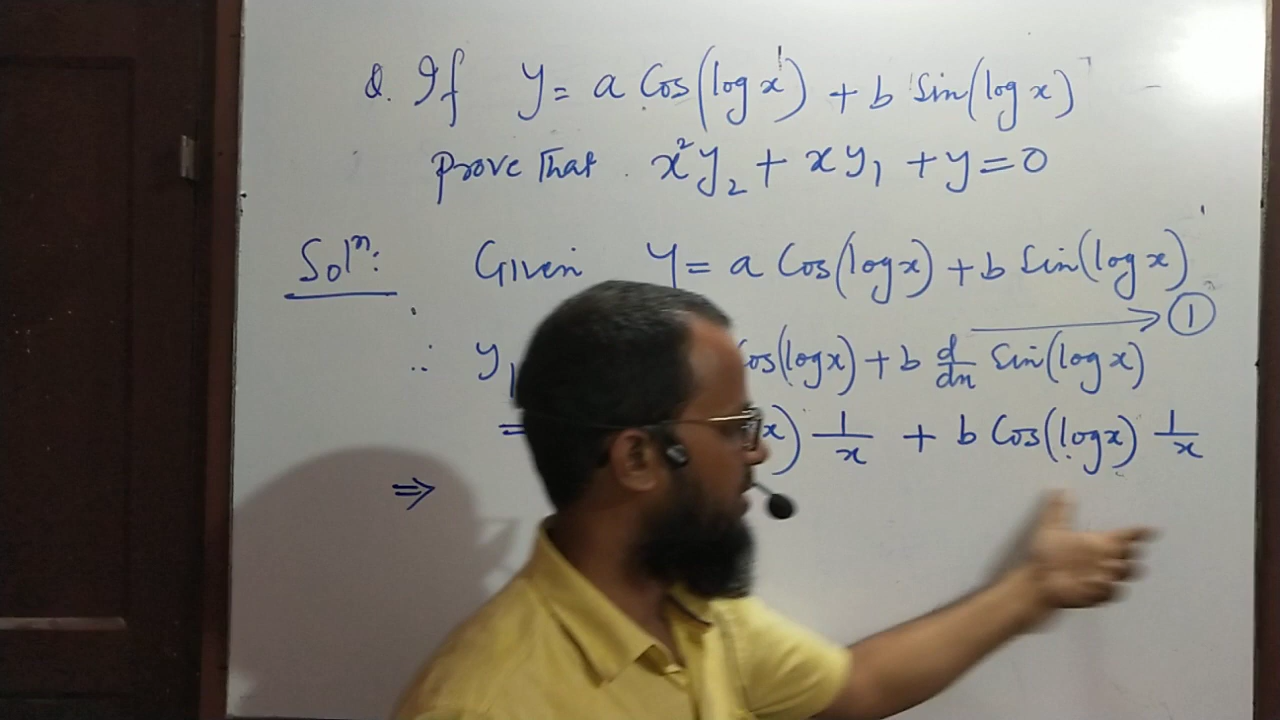 Q. If y = a Cos(log x) + b Sin(log x)
Prove That x²y₂ + xy₁ + y = 0
Solⁿ: Given y = a Cos(log x) + b Sin(log x)
→ ①
∴ y₁ Cos(log x) + b d/dx Sin(log x)
= x) 1/x + b Cos(log x) 1/x
⇒